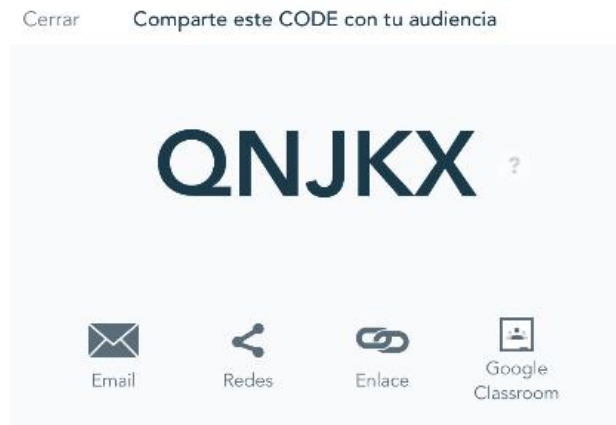 Cerrar Comparte este CODE con tu audiencia
QNJKX ?
Email Redes Enlace Google
Classroom